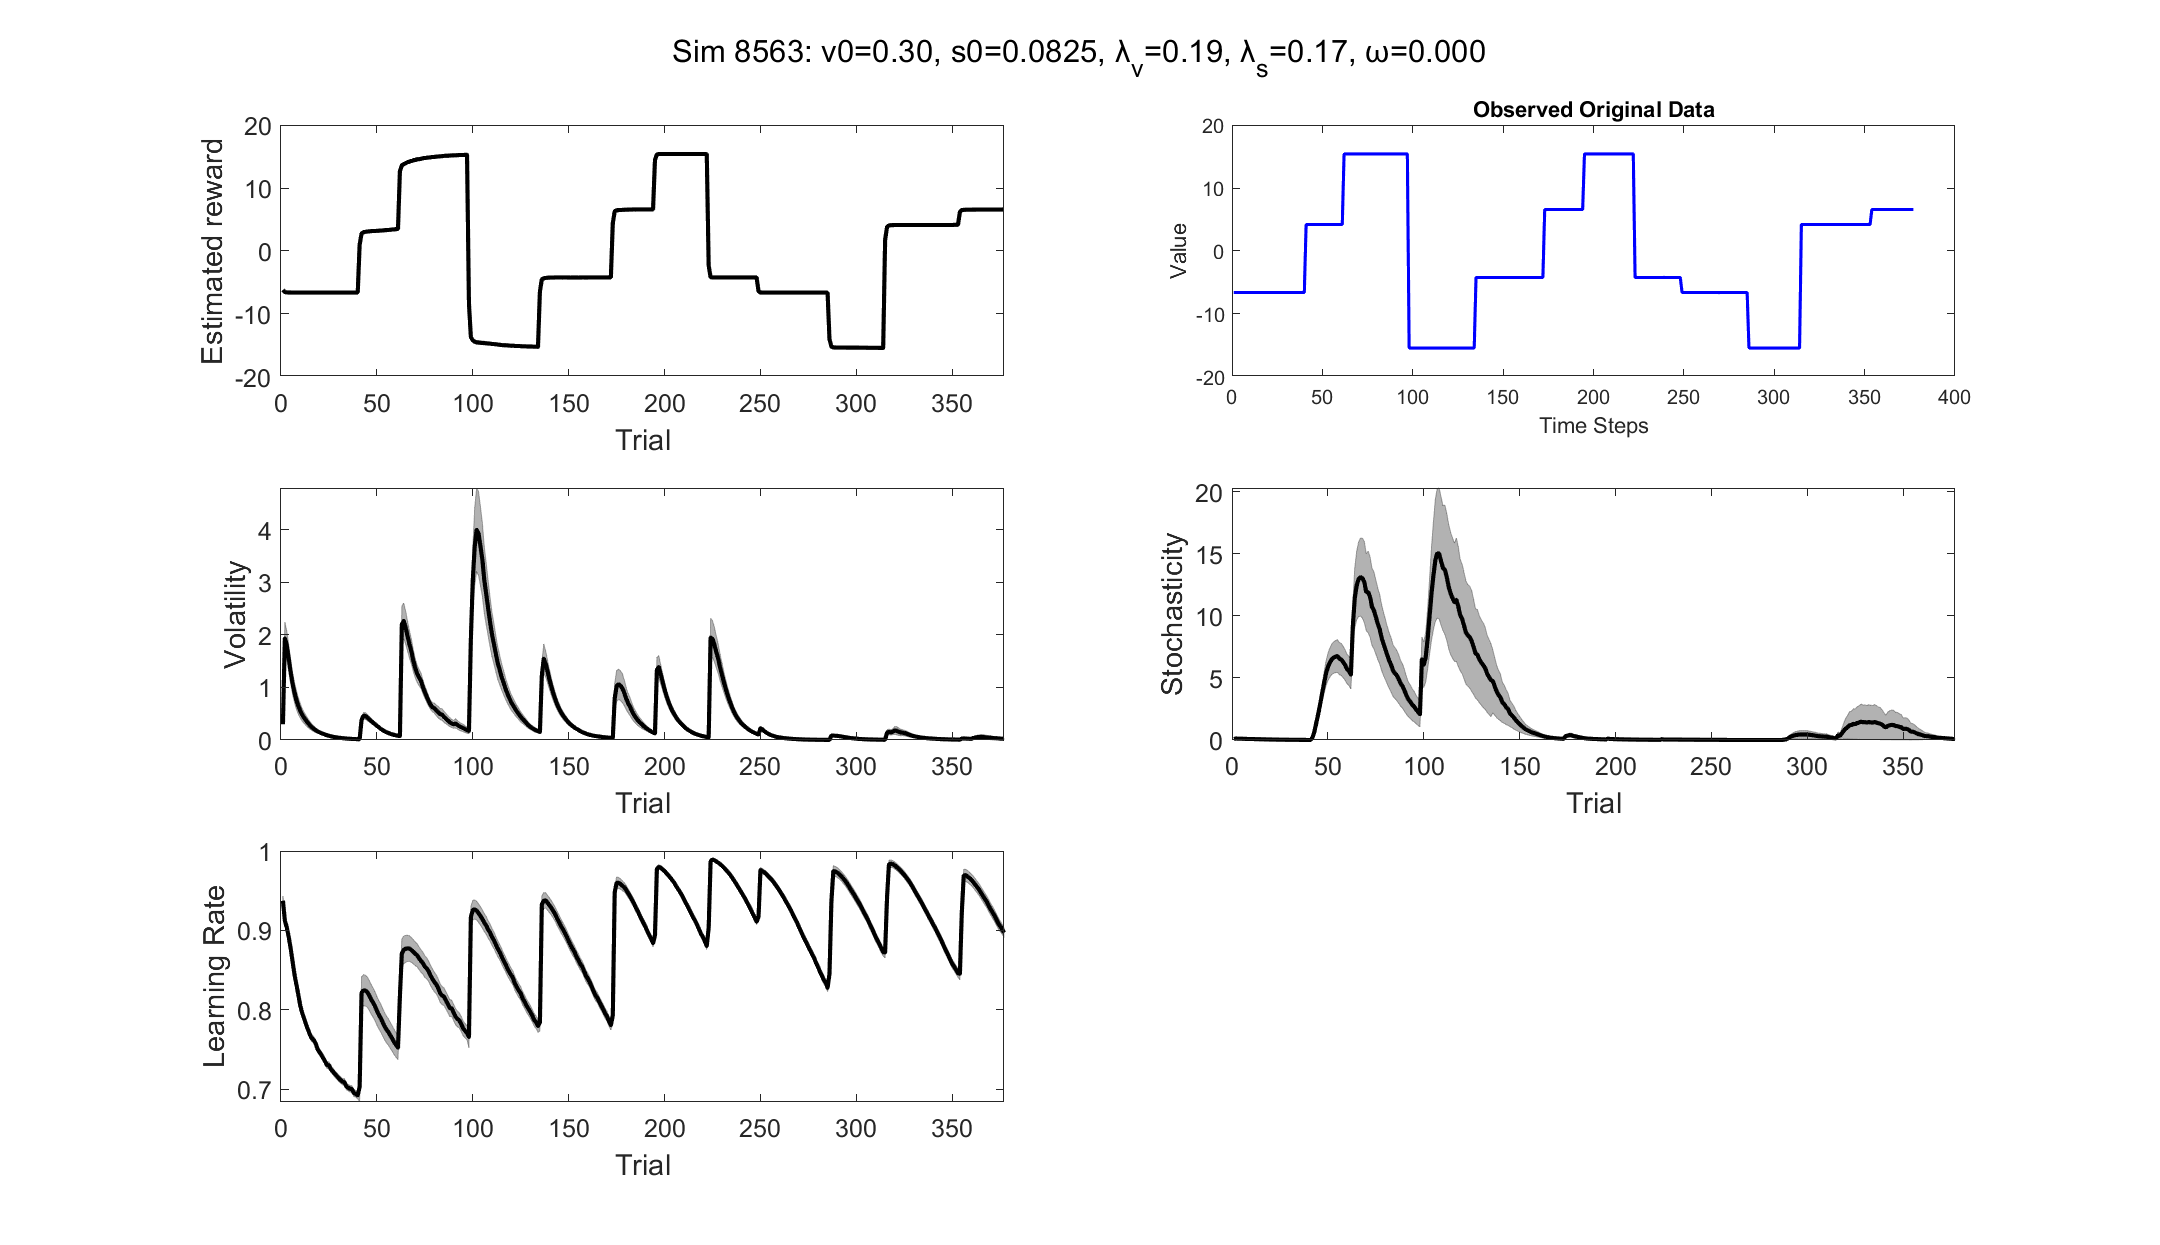 Sim 8563: v0=0.30, s0=0.0825, λv=0.19, λs=0.17, ω=0.000
Estimated reward
20
10
0
-10
-20
0 50 100 150 200 250 300 350
Trial
Observed Original Data
Value
20
10
0
-10
-20
0 50 100 150 200 250 300 350 400
Time Steps
Volatility
4
3
2
1
0
0 50 100 150 200 250 300 350
Trial
Stochasticity
20
15
10
5
0
0 50 100 150 200 250 300 350
Trial
Learning Rate
1
0.9
0.8
0.7
0 50 100 150 200 250 300 350
Trial